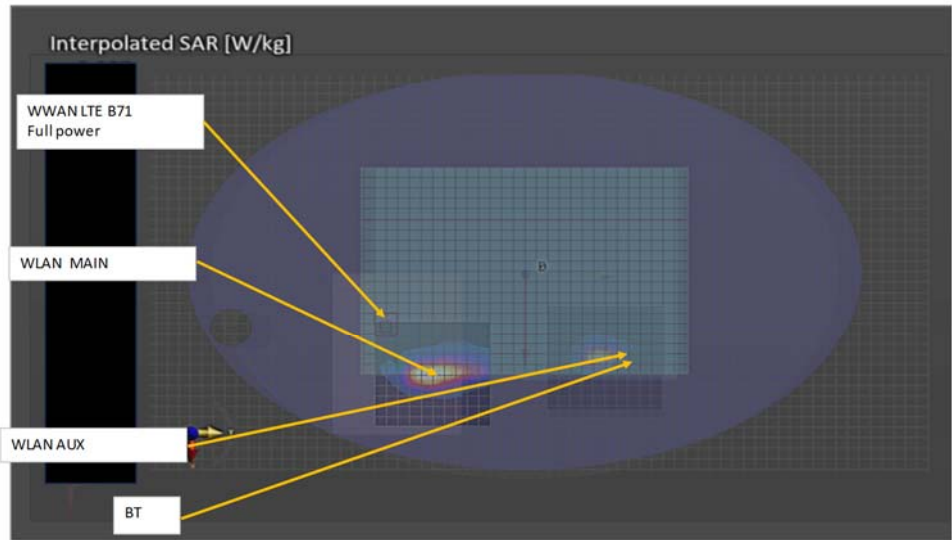 Interpolated SAR [W/kg]
WWAN LTE B71
Full power
WLAN MAIN
WLAN AUX
BT